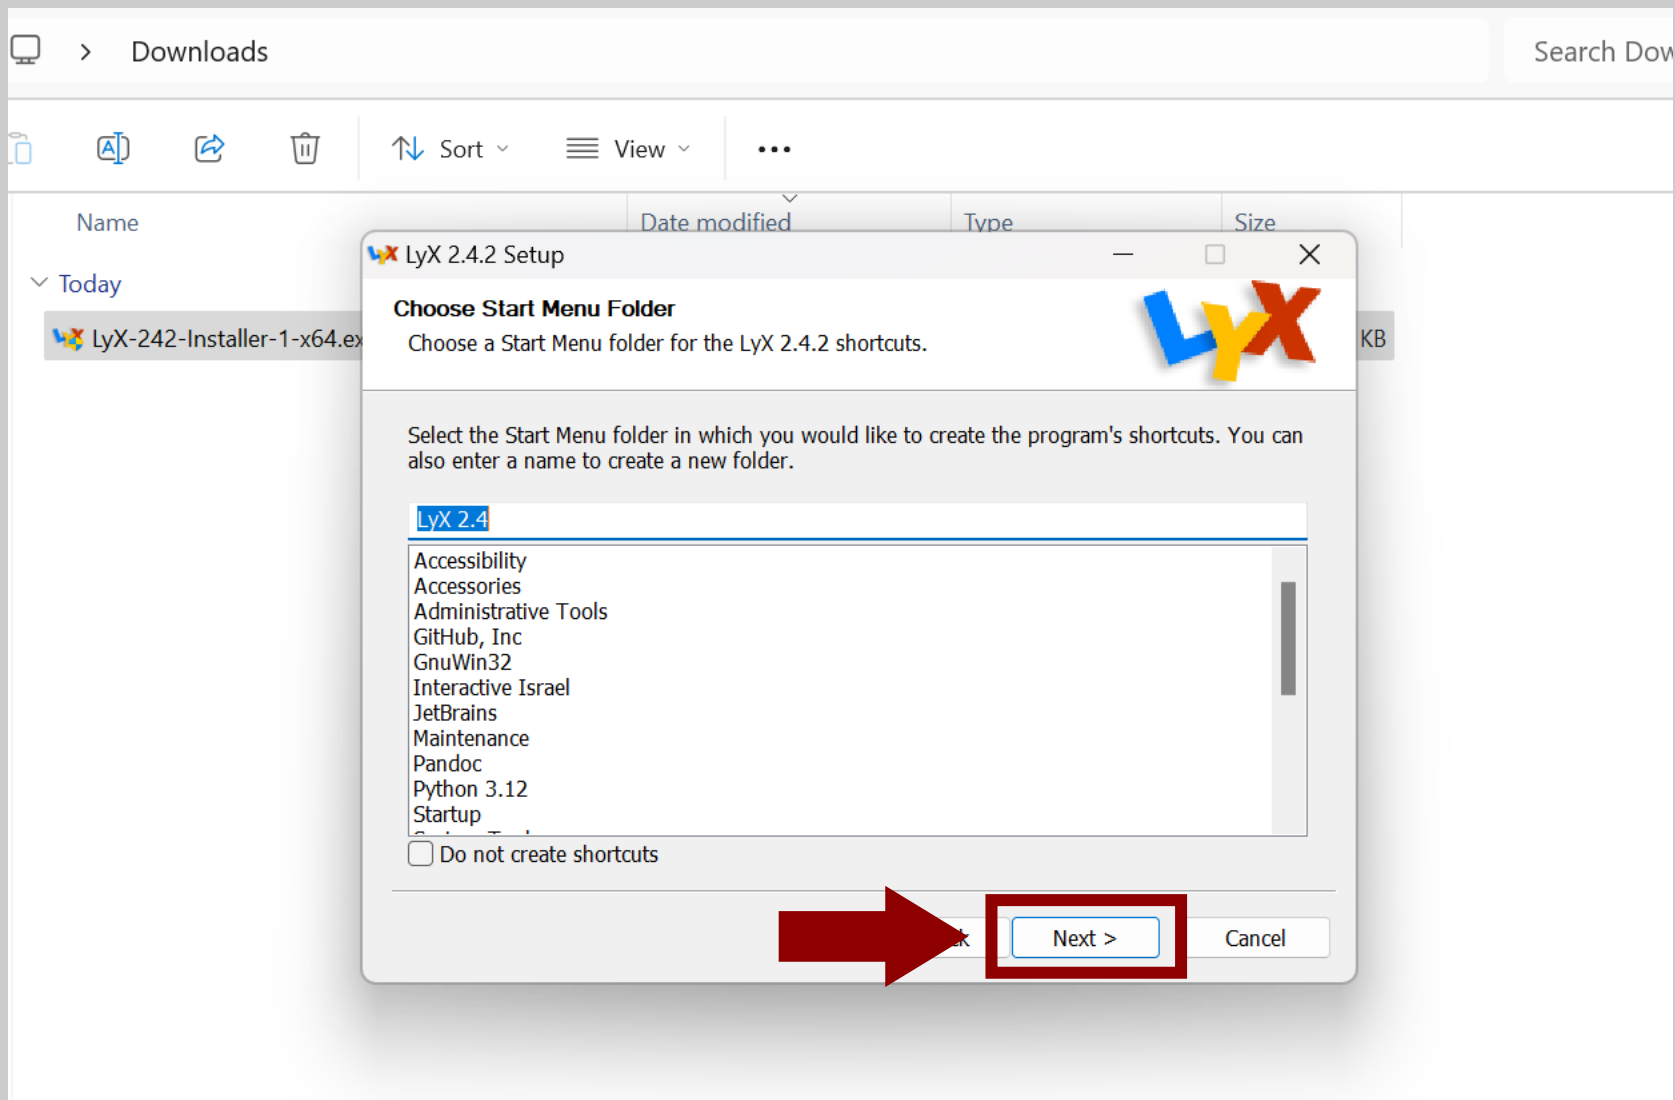 Downloads
Search Dow
Sort
View
Name
Date modified
Type
Size
Today
LyX-242-Installer-1-x64.ex
KB
LyX 2.4.2 Setup
Choose Start Menu Folder
Choose a Start Menu folder for the LyX 2.4.2 shortcuts.
LyX
Select the Start Menu folder in which you would like to create the program's shortcuts. You can
also enter a name to create a new folder.
LyX 2.4
Accessibility
Accessories
Administrative Tools
GitHub, Inc
GnuWin32
Interactive Israel
JetBrains
Maintenance
Pandoc
Python 3.12
Startup
Do not create shortcuts
Next >
Cancel